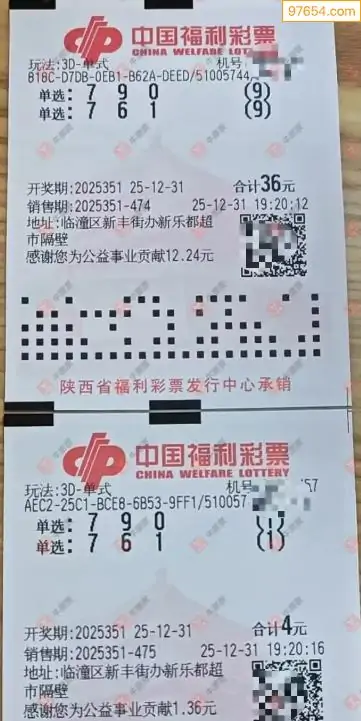 97654.com
中国福利彩票
CHINA WELFARE LOTTERY
玩法:3D-单式 机号:
818C-D7DB-0EB1-B62A-DEED/51005744
单选: 7 9 0 (9)
单选: 7 6 1 (9)
开奖期:2025351 25-12-31 合计36元
销售期:2025351-474 25-12-31 19:20:12
地址:临潼区新丰街办新乐都超
市隔壁
感谢您为公益事业贡献12.24元
陕西省福利彩票发行中心承销
中国福利彩票
CHINA WELFARE LOTTERY
玩法:3D-单式 机号 57
AEC2-25C1-BCE8-6B53-9FF1/510057
单选: 7 9 0 (1)
单选: 7 6 1 (1)
开奖期:2025351 25-12-31 合计4元
销售期:2025351-475 25-12-31 19:20:16
地址:临潼区新丰街办新乐都超
市隔壁
感谢您为公益事业贡献1.36元